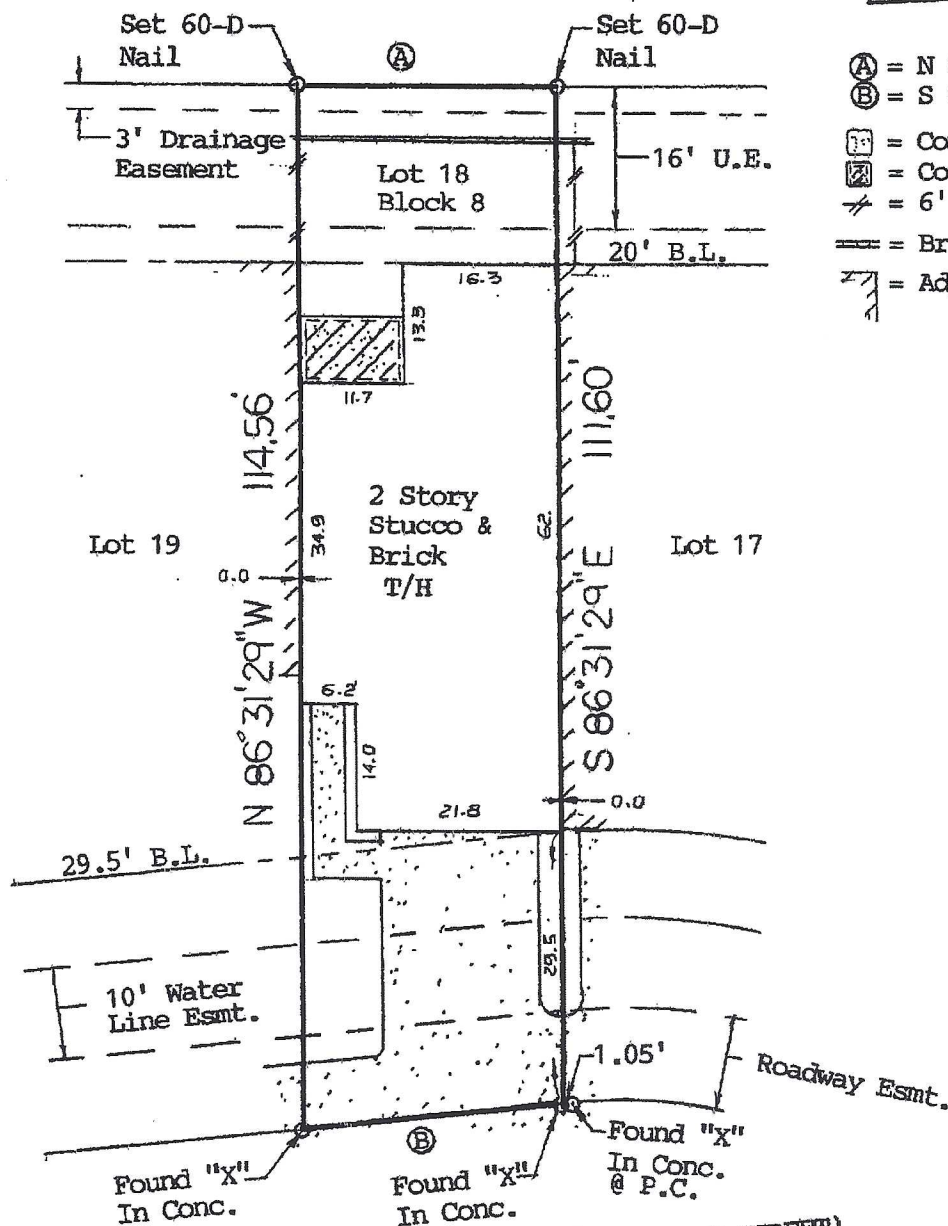 Set 60-D
Nail
Ⓐ
Set 60-D
Nail
Ⓐ = N
Ⓑ = S
= Co
= Co
= 6'
= Br
= Ad
3' Drainage
Easement
Lot 18
Block 8
16' U.E.
20' B.L.
16.3
13.5
11.7
114.56'
111.60'
2 Story
Stucco &
Brick
T/H
Lot 19
34.9
62.
Lot 17
0.0
N 86°31'29"W
S 86°31'29"E
6.2
14.0
0.0
21.8
29.5' B.L.
29.5
10' Water
Line Esmt.
1.05'
Roadway Esmt.
Ⓑ
Found "X"
In Conc.
Found "X"
In Conc.
Found "X"
In Conc.
@ P.C.